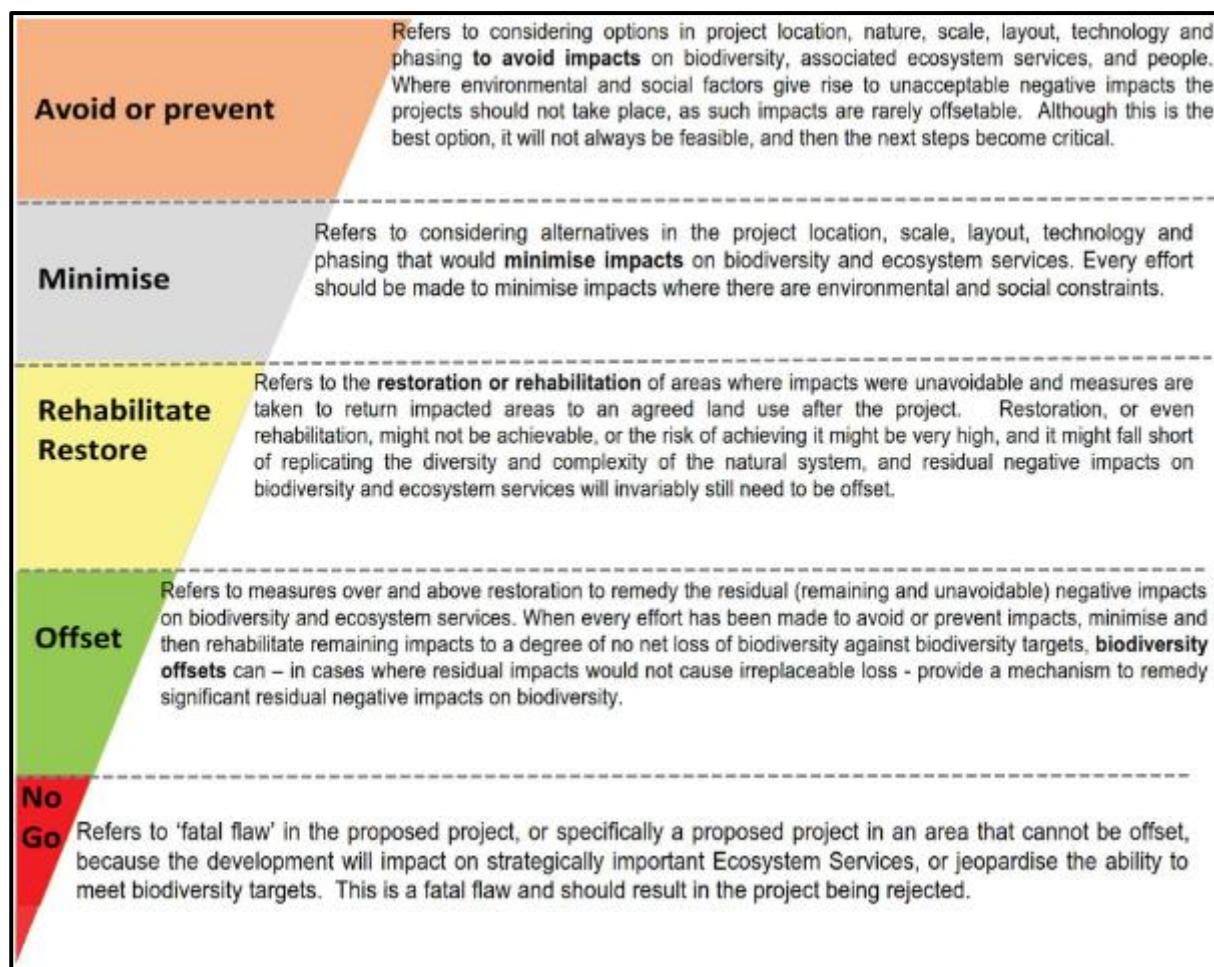 Avoid or prevent
Refers to considering options in project location, nature, scale, layout, technology and
phasing to avoid impacts on biodiversity, associated ecosystem services, and people.
Where environmental and social factors give rise to unacceptable negative impacts the
projects should not take place, as such impacts are rarely offsetable. Although this is the
best option, it will not always be feasible, and then the next steps become critical.
Minimise
Refers to considering alternatives in the project location, scale, layout, technology and
phasing that would minimise impacts on biodiversity and ecosystem services. Every effort
should be made to minimise impacts where there are environmental and social constraints.
Rehabilitate
Restore
Refers to the restoration or rehabilitation of areas where impacts were unavoidable and measures are
taken to return impacted areas to an agreed land use after the project. Restoration, or even
rehabilitation, might not be achievable, or the risk of achieving it might be very high, and it might fall short
of replicating the diversity and complexity of the natural system, and residual negative impacts on
biodiversity and ecosystem services will invariably still need to be offset.
Offset
Refers to measures over and above restoration to remedy the residual (remaining and unavoidable) negative impacts
on biodiversity and ecosystem services. When every effort has been made to avoid or prevent impacts, minimise and
then rehabilitate remaining impacts to a degree of no net loss of biodiversity against biodiversity targets, biodiversity
offsets can – in cases where residual impacts would not cause irreplaceable loss - provide a mechanism to remedy
significant residual negative impacts on biodiversity.
No
Go
Refers to ‘fatal flaw’ in the proposed project, or specifically a proposed project in an area that cannot be offset,
because the development will impact on strategically important Ecosystem Services, or jeopardise the ability to
meet biodiversity targets. This is a fatal flaw and should result in the project being rejected.